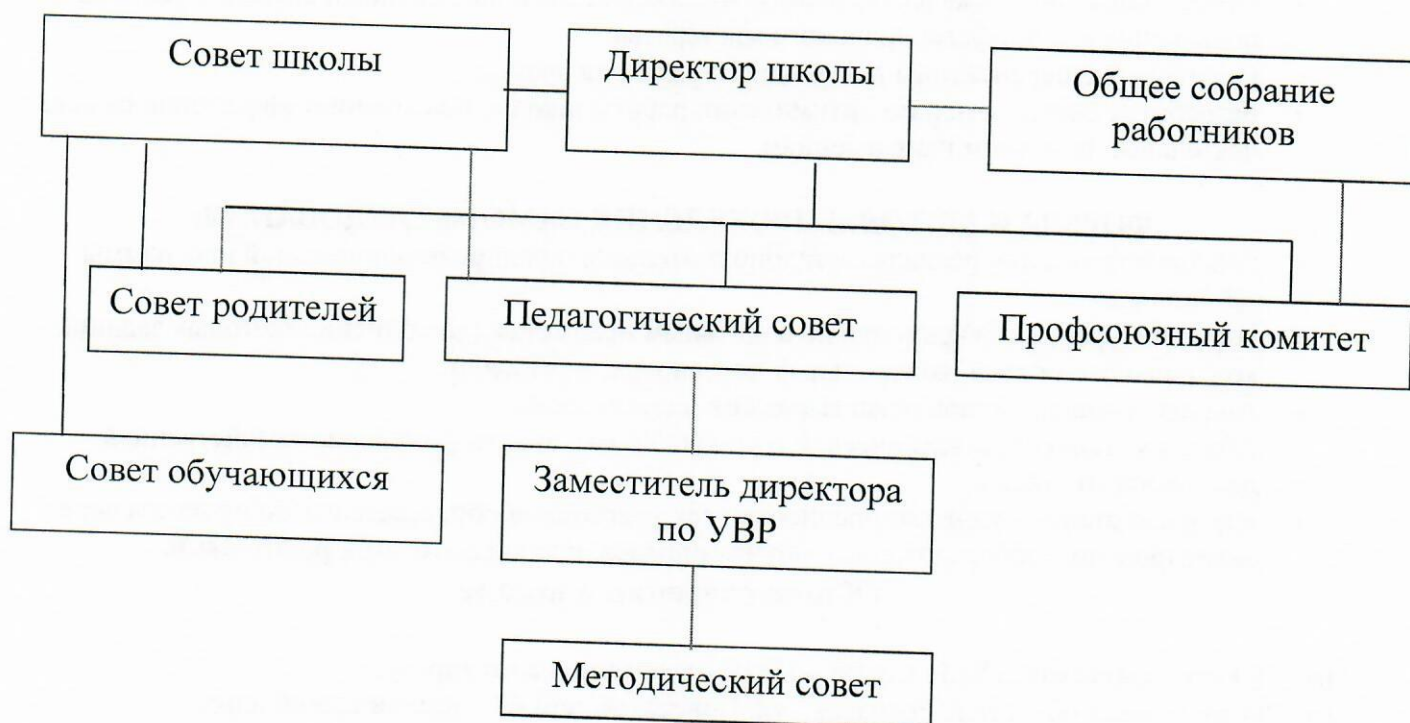 Совет школы
Директор школы
Общее собрание
работников
Совет родителей
Педагогический совет
Профсоюзный комитет
Совет обучающихся
Заместитель директора
по УВР
Методический совет